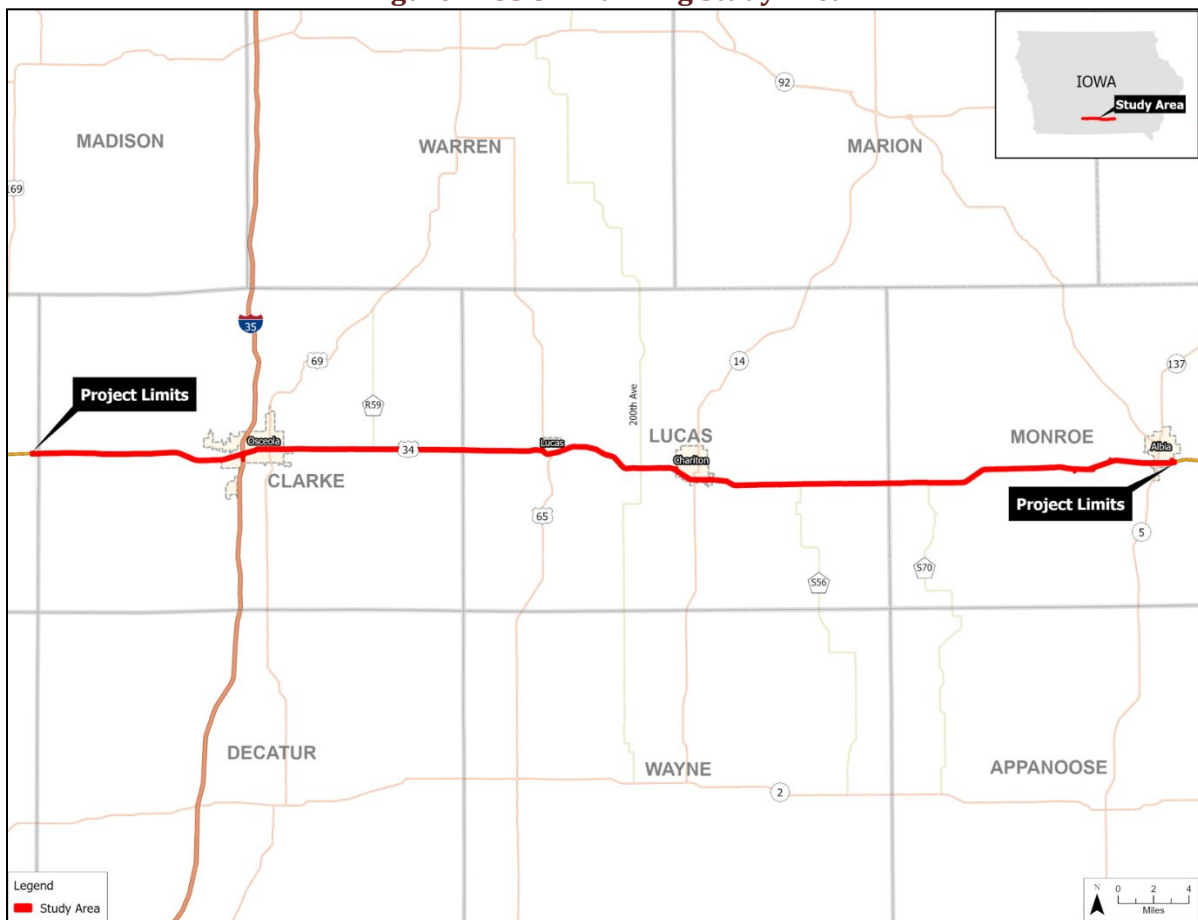 92
IOWA
Study Area
MADISON
WARREN
MARION
169
35
69
14
137
Project Limits
R59
200th Ave
Osceola
34
Lucas
LUCAS
Chariton
MONROE
Albia
CLARKE
Project Limits
65
5
S56
S70
DECATUR
WAYNE
APPANOOSE
2
Legend
Study Area
N
0 2 4
Miles